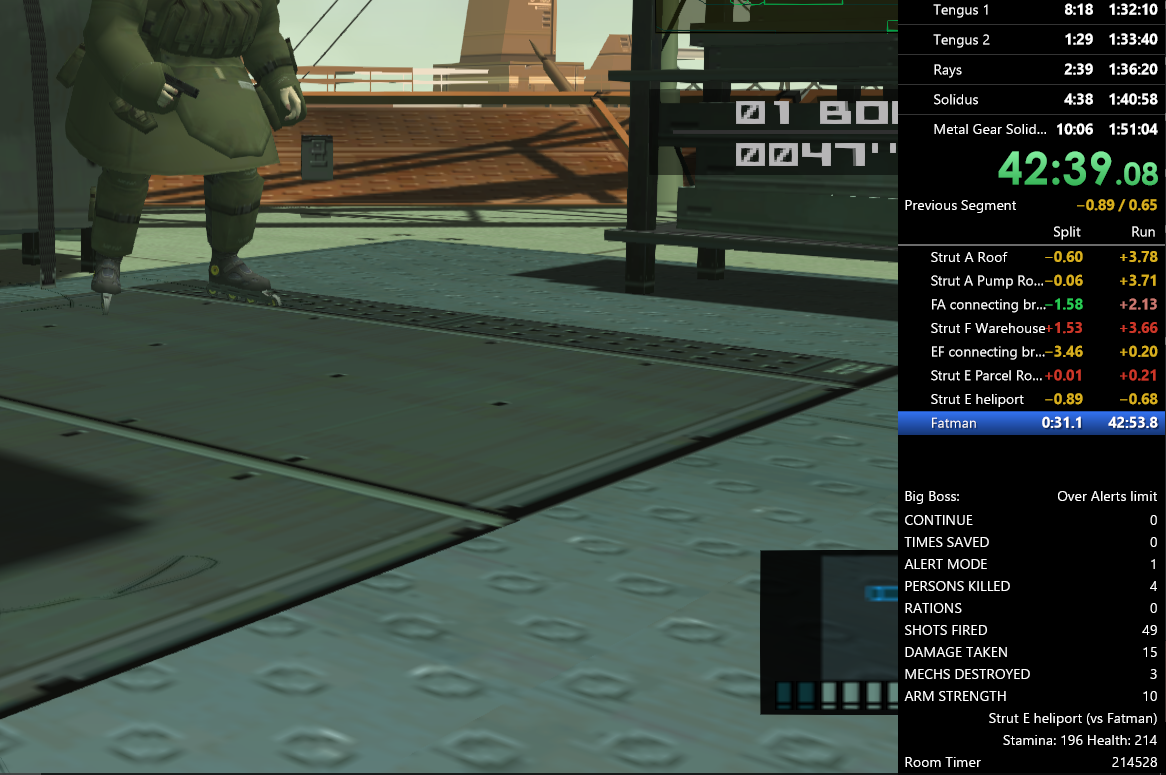 Tengus 1 8:18 1:32:10
Tengus 2 1:29 1:33:40
Rays 2:39 1:36:20
Solidus 4:38 1:40:58
Metal Gear Solid... 10:06 1:51:04
01 BO
0047"
42:39.08
Previous Segment −0.89 / 0.65
Split Run
Strut A Roof −0.60 +3.78
Strut A Pump Ro... −0.06 +3.71
FA connecting br... −1.58 +2.13
Strut F Warehouse +1.53 +3.66
EF connecting br... −3.46 +0.20
Strut E Parcel Ro... +0.01 +0.21
Strut E heliport −0.89 −0.68
Fatman 0:31.1 42:53.8
Big Boss: Over Alerts limit
CONTINUE 0
TIMES SAVED 0
ALERT MODE 1
PERSONS KILLED 4
RATIONS 0
SHOTS FIRED 49
DAMAGE TAKEN 15
MECHS DESTROYED 3
ARM STRENGTH 10
Strut E heliport (vs Fatman)
Stamina: 196 Health: 214
Room Timer 214528